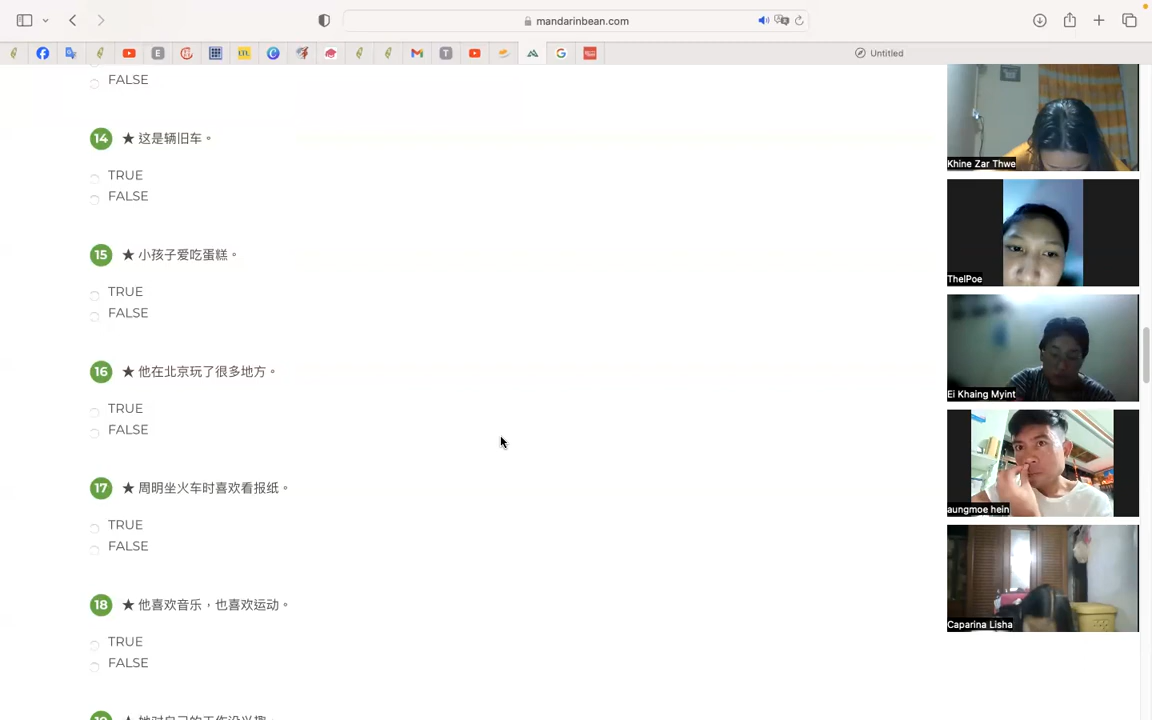 mandarinbean.com
Untitled
FALSE
14 ★ 这是辆旧车。
TRUE
FALSE
15 ★ 小孩子爱吃蛋糕。
TRUE
FALSE
16 ★ 他在北京玩了很多地方。
TRUE
FALSE
17 ★ 周明坐火车时喜欢看报纸。
TRUE
FALSE
18 ★ 他喜欢音乐，也喜欢运动。
TRUE
FALSE
Khine Zar Thwe
ThelPoe
Ei Khaing Myint
aungmoe hein
Caparina Lisha